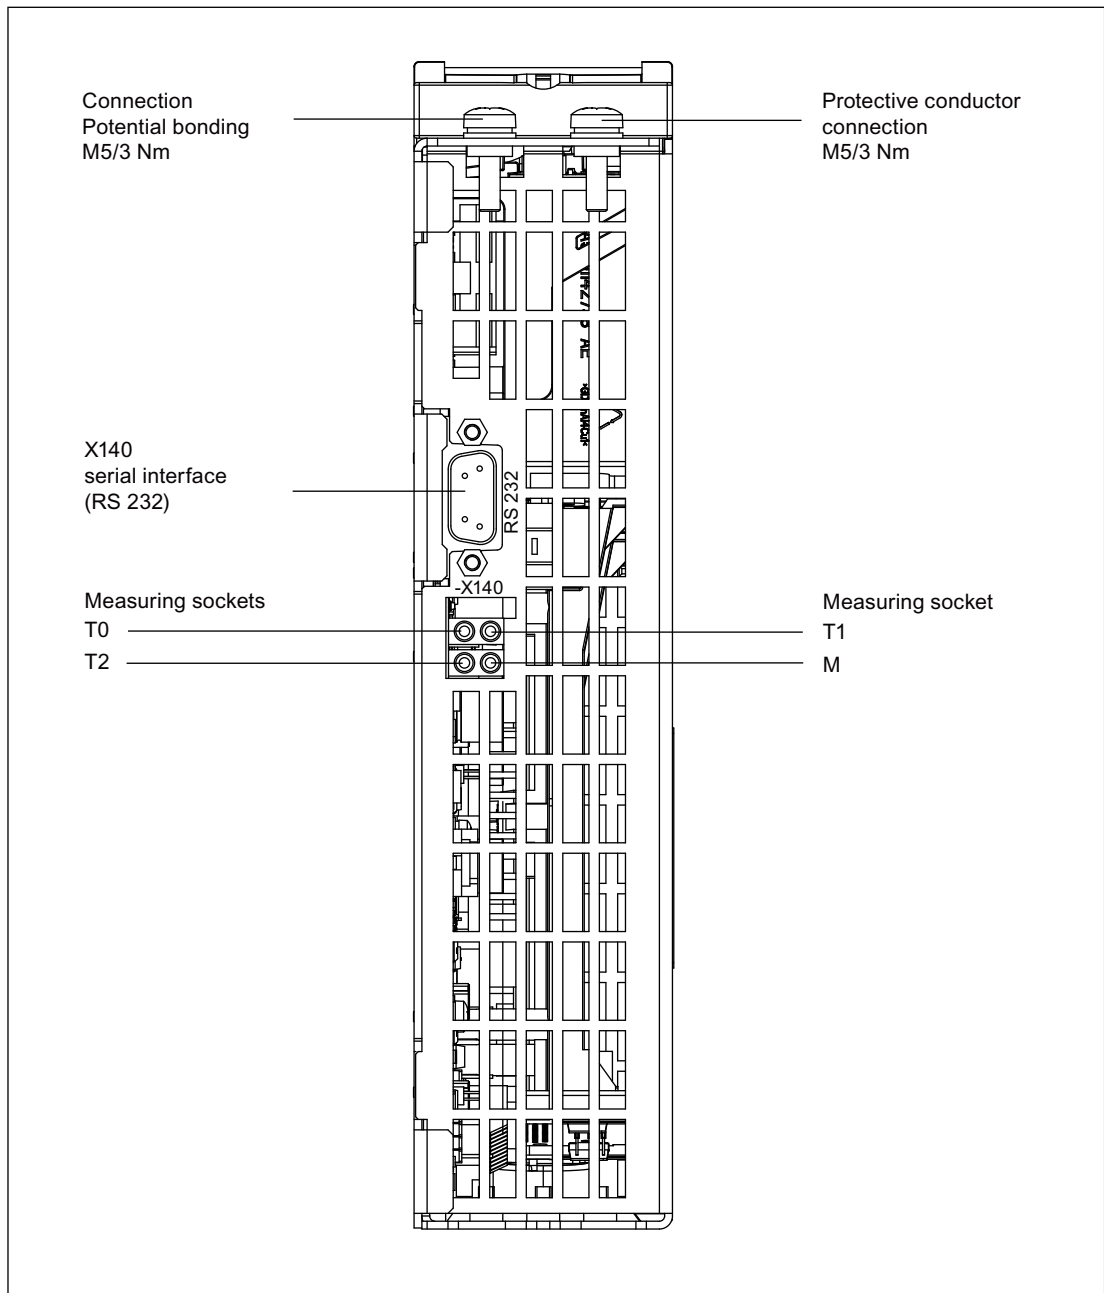 Connection
Potential bonding
M5/3 Nm
Protective conductor
connection
M5/3 Nm
X140
serial interface
(RS 232)
RS 232
-X140
Measuring sockets
T0
T2
Measuring socket
T1
M